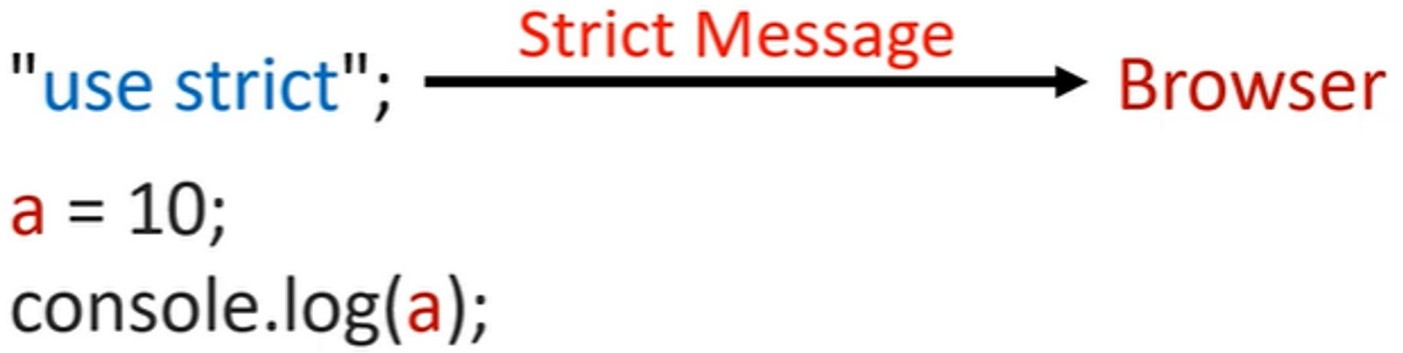 Strict Message
"use strict"; Browser
a = 10;
console.log(a);